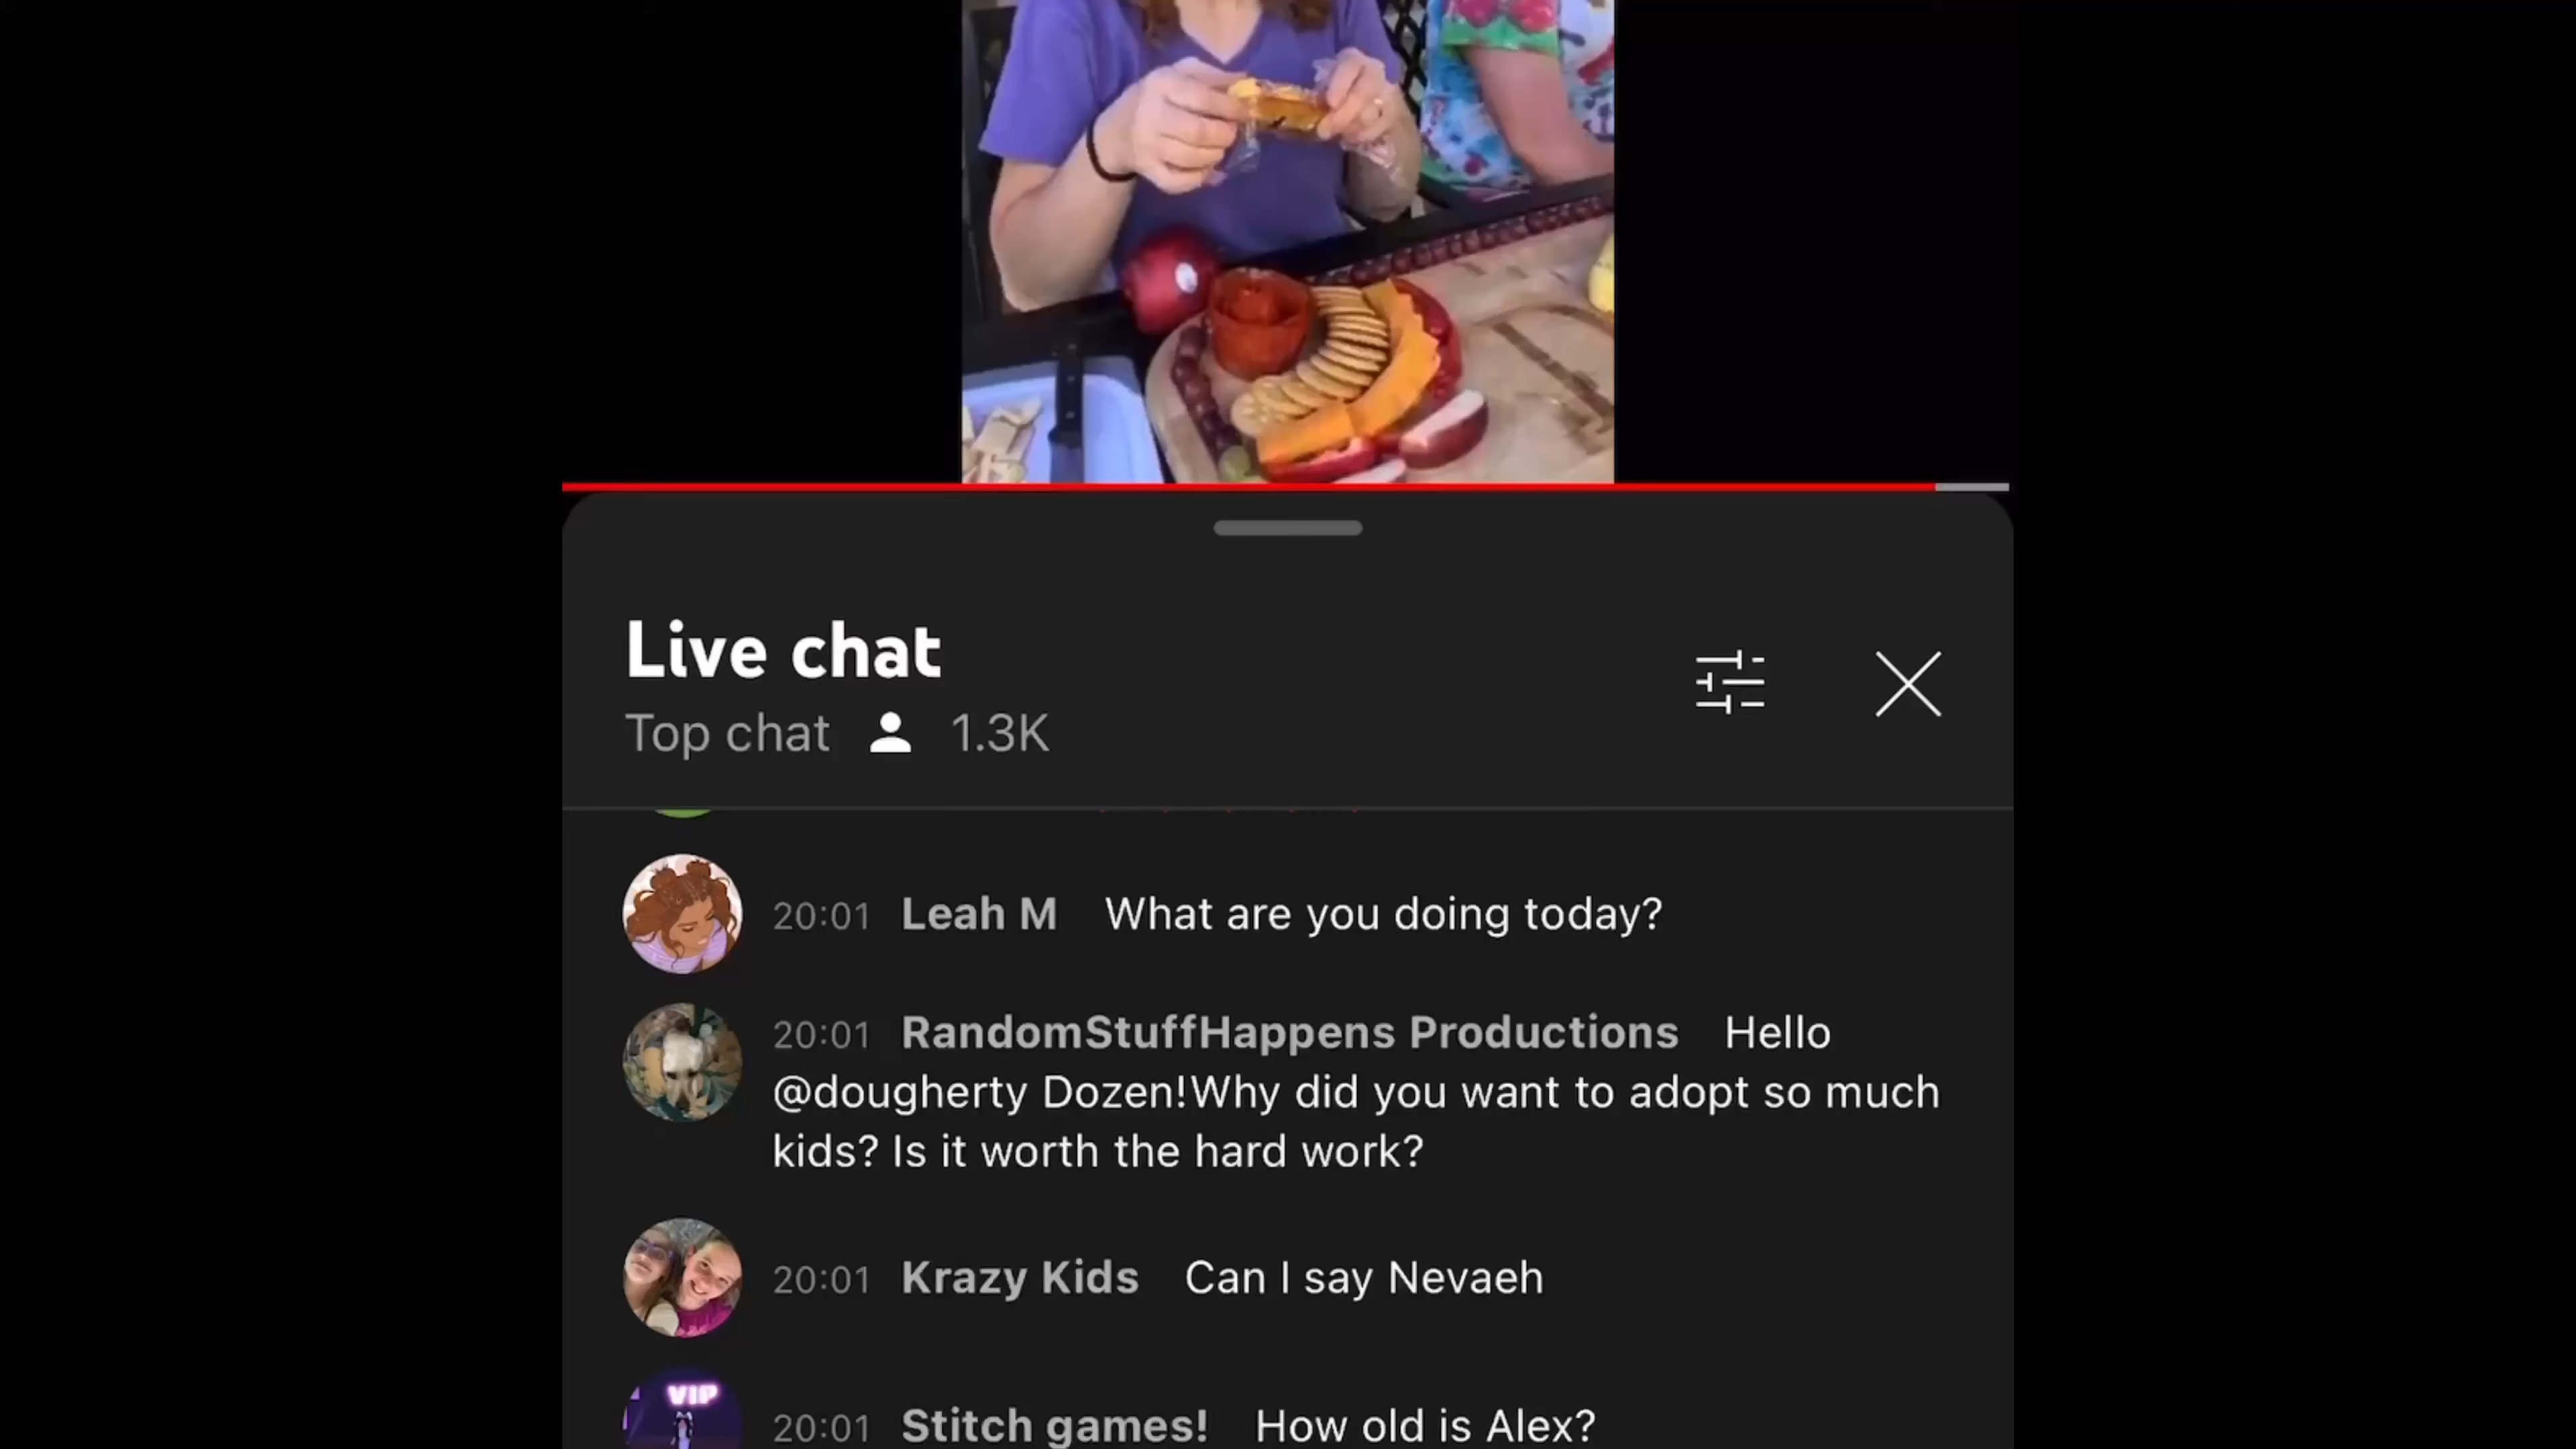 Live chat
Top chat 1.3K
20:01 Leah M What are you doing today?
20:01 RandomStuffHappens Productions Hello
@dougherty Dozen!Why did you want to adopt so much
kids? Is it worth the hard work?
20:01 Krazy Kids Can I say Nevaeh
VIP
20:01 Stitch games! How old is Alex?